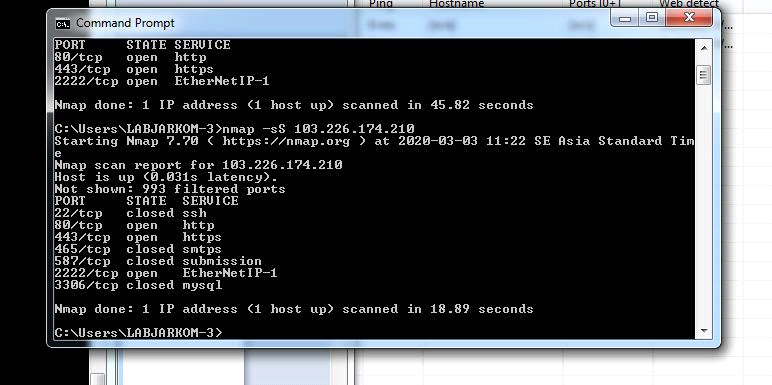 Ping Hostname Ports [0+] Web detect
Command Prompt
PORT STATE SERVICE
80/tcp open http
443/tcp open https
2222/tcp open EtherNetIP-1
Nmap done: 1 IP address (1 host up) scanned in 45.82 seconds
C:\Users\LABJARKOM-3>nmap -sS 103.226.174.210
Starting Nmap 7.70 ( https://nmap.org ) at 2020-03-03 11:22 SE Asia Standard Tim
e
Nmap scan report for 103.226.174.210
Host is up (0.031s latency).
Not shown: 993 filtered ports
PORT STATE SERVICE
22/tcp closed ssh
80/tcp open http
443/tcp open https
465/tcp closed smtps
587/tcp closed submission
2222/tcp open EtherNetIP-1
3306/tcp closed mysql
Nmap done: 1 IP address (1 host up) scanned in 18.89 seconds
C:\Users\LABJARKOM-3>